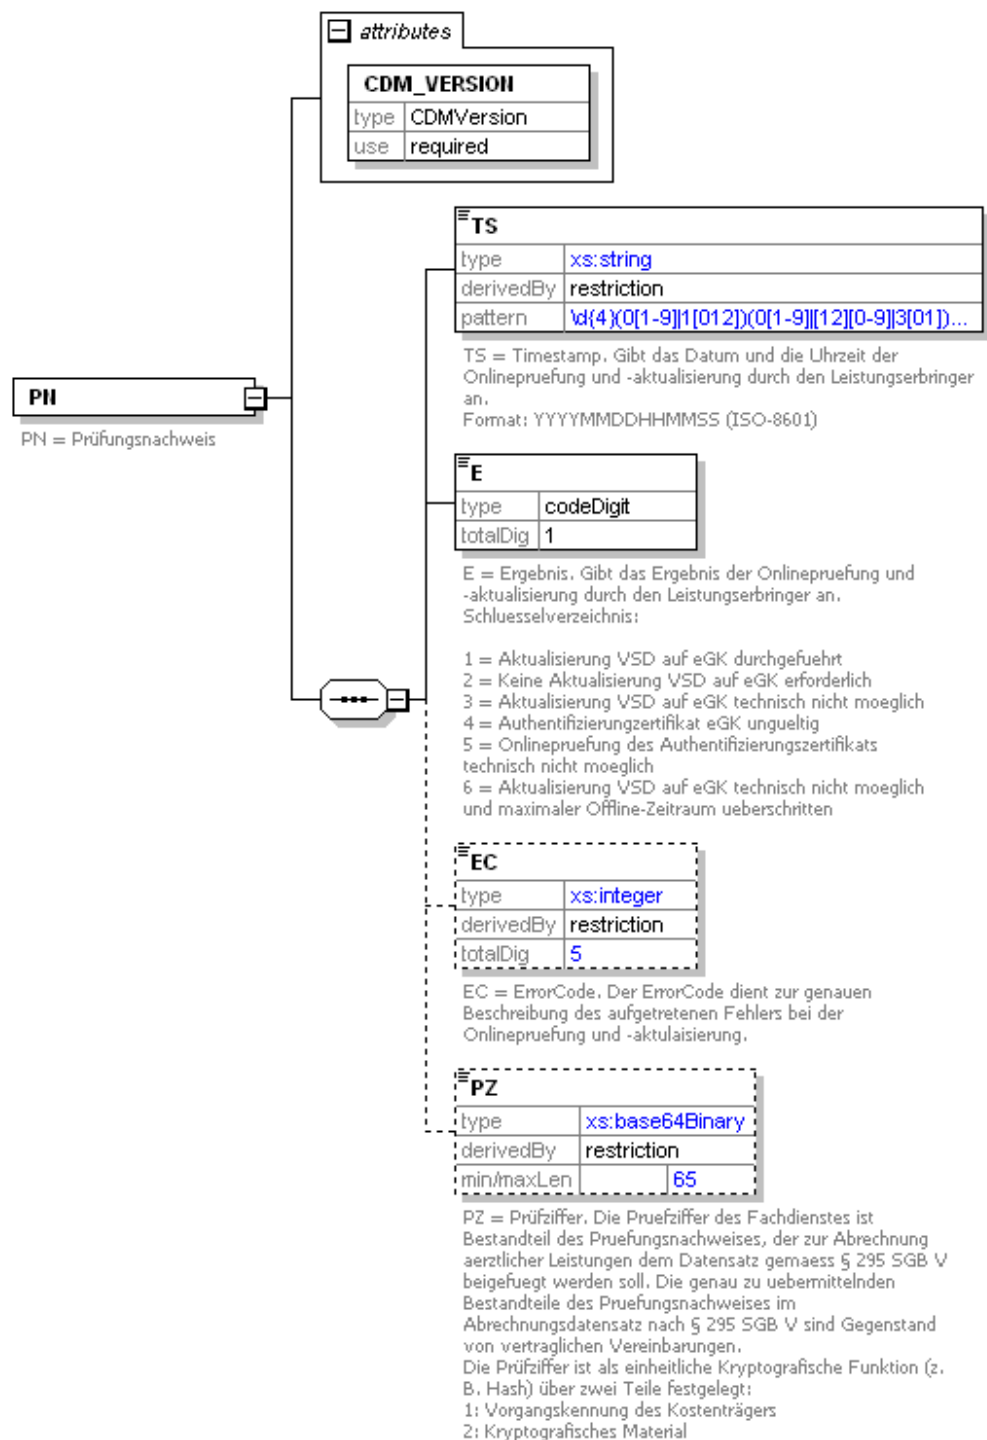 attributes
CDM_VERSION
type CDMVersion
use required
TS
type xs:string
derivedBy restriction
pattern \d{4}(0[1-9]|1[012])(0[1-9]|[12][0-9]|3[01])...
TS = Timestamp. Gibt das Datum und die Uhrzeit der
Onlinepruefung und -aktualisierung durch den Leistungserbringer
an.
Format: YYYYMMDDHHMMSS (ISO-8601)
PN
PN = Prüfungsnachweis
E
type codeDigit
totalDig 1
E = Ergebnis. Gibt das Ergebnis der Onlinepruefung und
-aktualisierung durch den Leistungserbringer an.
Schluesselverzeichnis:
1 = Aktualisierung VSD auf eGK durchgefuehrt
2 = Keine Aktualisierung VSD auf eGK erforderlich
3 = Aktualisierung VSD auf eGK technisch nicht moeglich
4 = Authentifizierungzertifikat eGK ungueltig
5 = Onlinepruefung des Authentifizierungszertifikats
technisch nicht moeglich
6 = Aktualisierung VSD auf eGK technisch nicht moeglich
und maximaler Offline-Zeitraum ueberschritten
EC
type xs:integer
derivedBy restriction
totalDig 5
EC = ErrorCode. Der ErrorCode dient zur genauen
Beschreibung des aufgetretenen Fehlers bei der
Onlinepruefung und -aktulaisierung.
PZ
type xs:base64Binary
derivedBy restriction
min/maxLen 65
PZ = Prüfziffer. Die Pruefziffer des Fachdienstes ist
Bestandteil des Pruefungsnachweises, der zur Abrechnung
aerztlicher Leistungen dem Datensatz gemaess § 295 SGB V
beigefuegt werden soll. Die genau zu uebermittelnden
Bestandteile des Pruefungsnachweises im
Abrechnungsdatensatz nach § 295 SGB V sind Gegenstand
von vertraglichen Vereinbarungen.
Die Prüfziffer ist als einheitliche Kryptografische Funktion (z.
B. Hash) über zwei Teile festgelegt:
1: Vorgangskennung des Kostenträgers
2: Kryptografisches Material